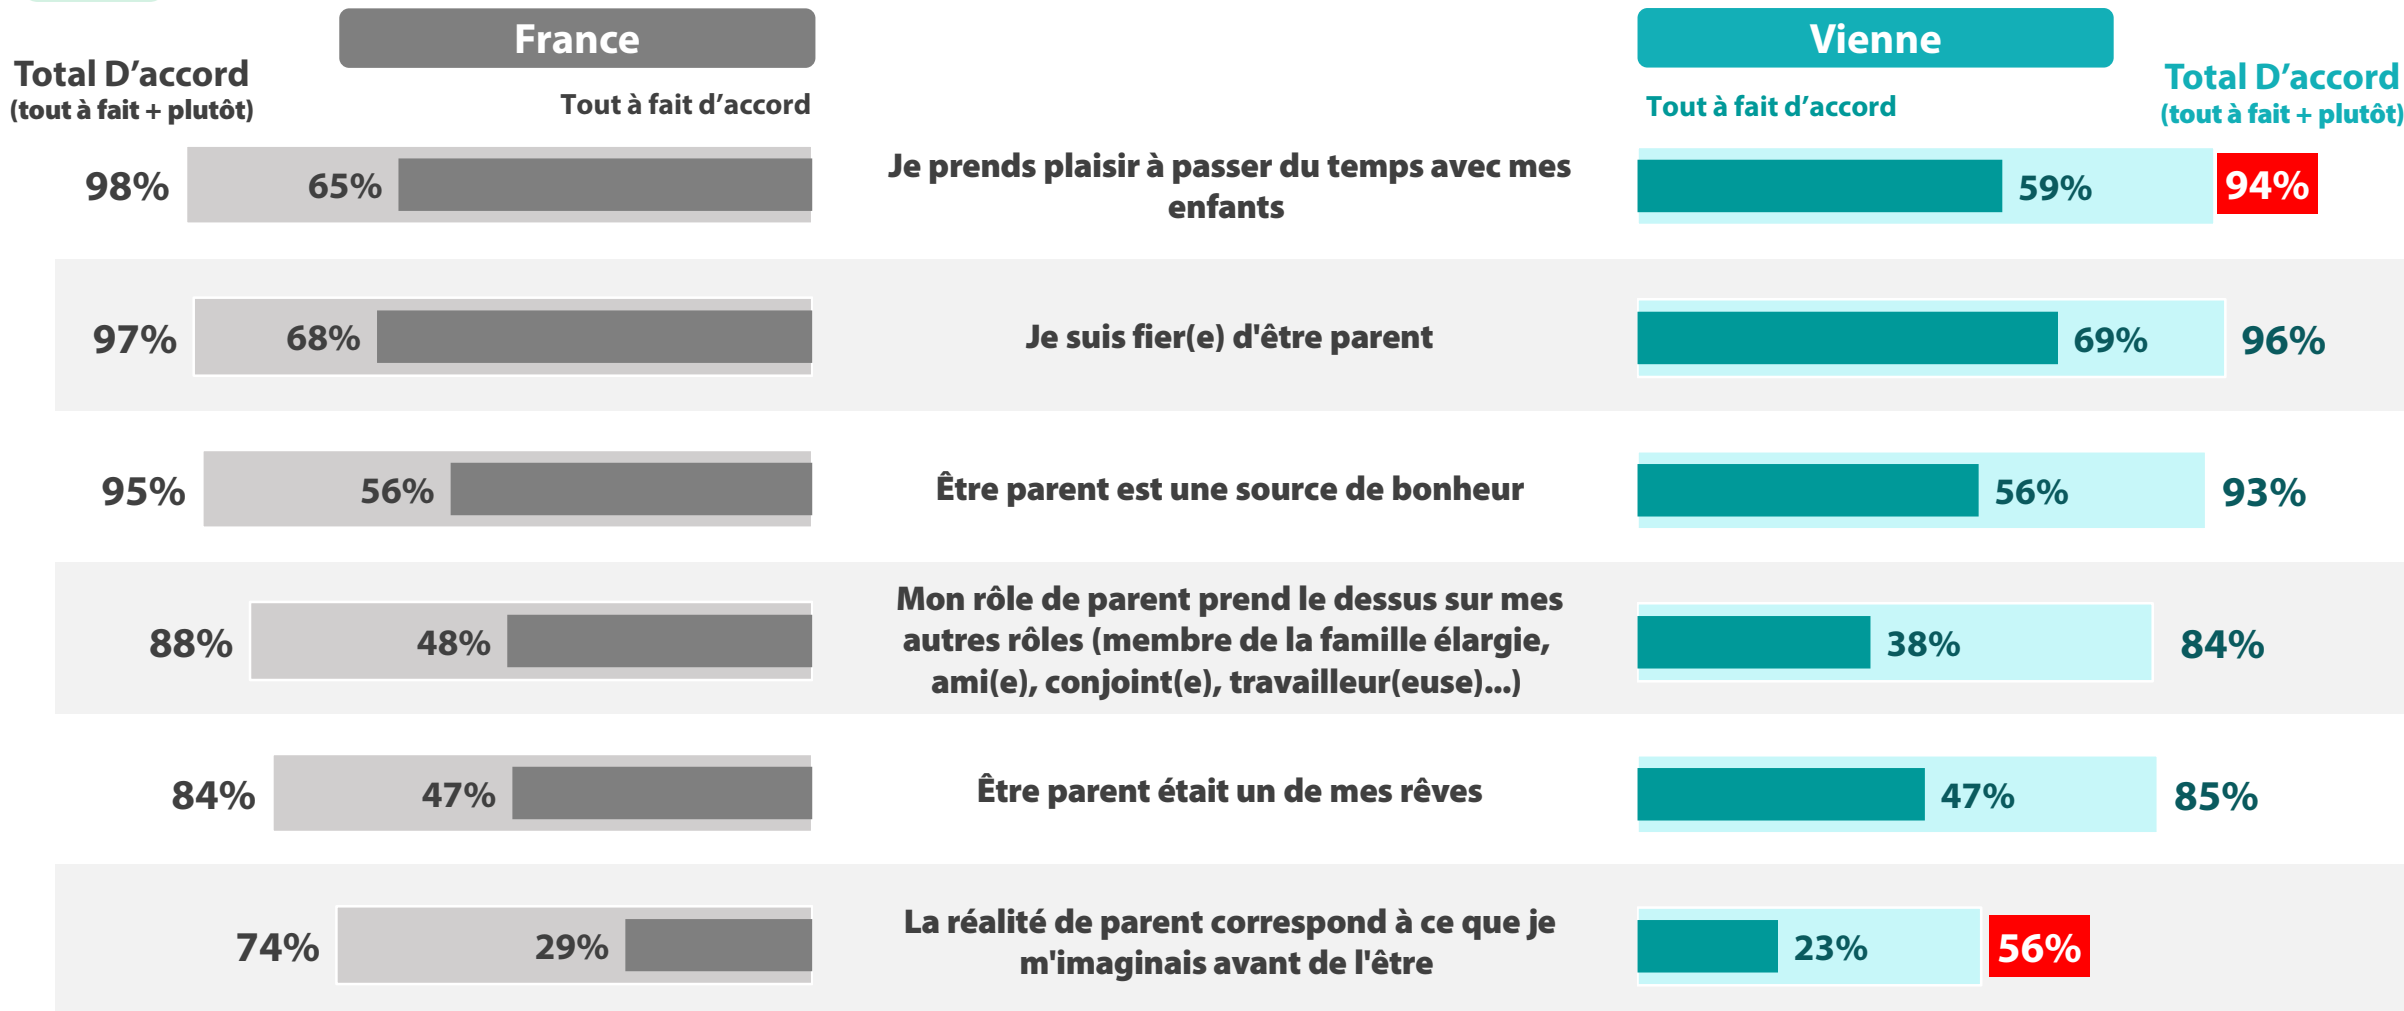 France
Vienne
Total D’accord
(tout à fait + plutôt)
Tout à fait d’accord
Tout à fait d’accord
Total D’accord
(tout à fait + plutôt)
98%
65%
Je prends plaisir à passer du temps avec mes
enfants
59%
94%
97%
68%
Je suis fier(e) d'être parent
69%
96%
95%
56%
Être parent est une source de bonheur
56%
93%
88%
48%
Mon rôle de parent prend le dessus sur mes
autres rôles (membre de la famille élargie,
ami(e), conjoint(e), travailleur(euse)...)
38%
84%
84%
47%
Être parent était un de mes rêves
47%
85%
74%
29%
La réalité de parent correspond à ce que je
m'imaginais avant de l'être
23%
56%